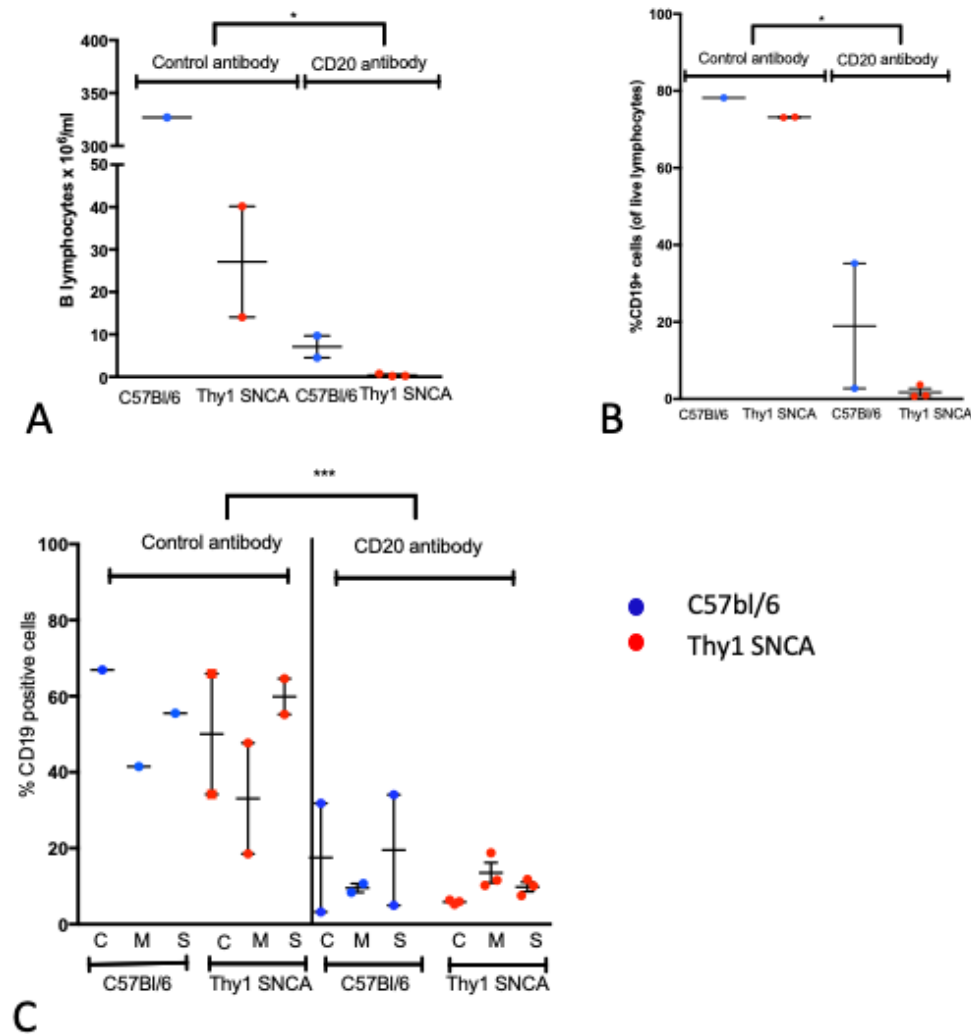 *
Control antibody CD20 antibody
400
350
300
50
40
30
20
10
0
B lymphocytes x 10⁶/ml
C57Bl/6 Thy1 SNCA C57Bl/6 Thy1 SNCA
A
*
Control antibody CD20 antibody
100
80
60
40
20
0
%CD19+ cells (of live lymphocytes)
C57Bl/6 Thy1 SNCA C57Bl/6 Thy1 SNCA
B
***
Control antibody CD20 antibody
100
80
60
40
20
0
% CD19 positive cells
C M S C M S C M S C M S
C57Bl/6 Thy1 SNCA C57Bl/6 Thy1 SNCA
C
C57bl/6
Thy1 SNCA